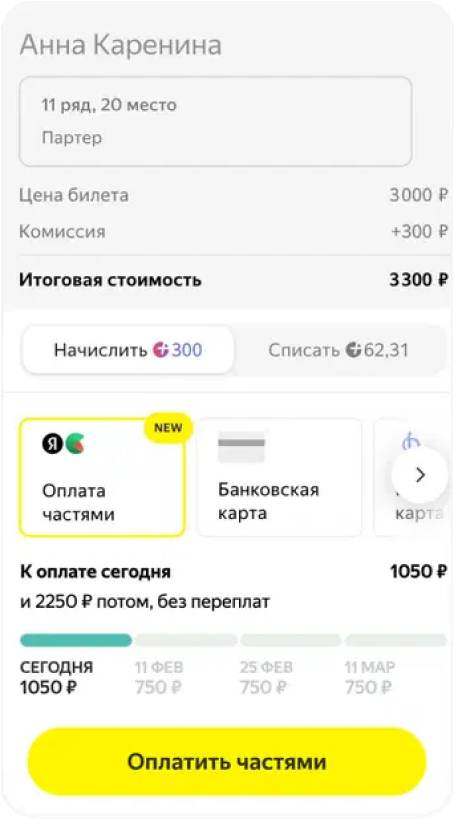 Анна Каренина
11 ряд, 20 место
Партер
Цена билета 3000 ₽
Комиссия +300 ₽
Итоговая стоимость 3300 ₽
Начислить 300 Списать 62,31
NEW
Я
Оплата
частями
Банковская
карта
карта
К оплате сегодня 1050 ₽
и 2250 ₽ потом, без переплат
СЕГОДНЯ 11 ФЕВ 25 ФЕВ 11 МАР
1050 ₽ 750 ₽ 750 ₽ 750 ₽
Оплатить частями